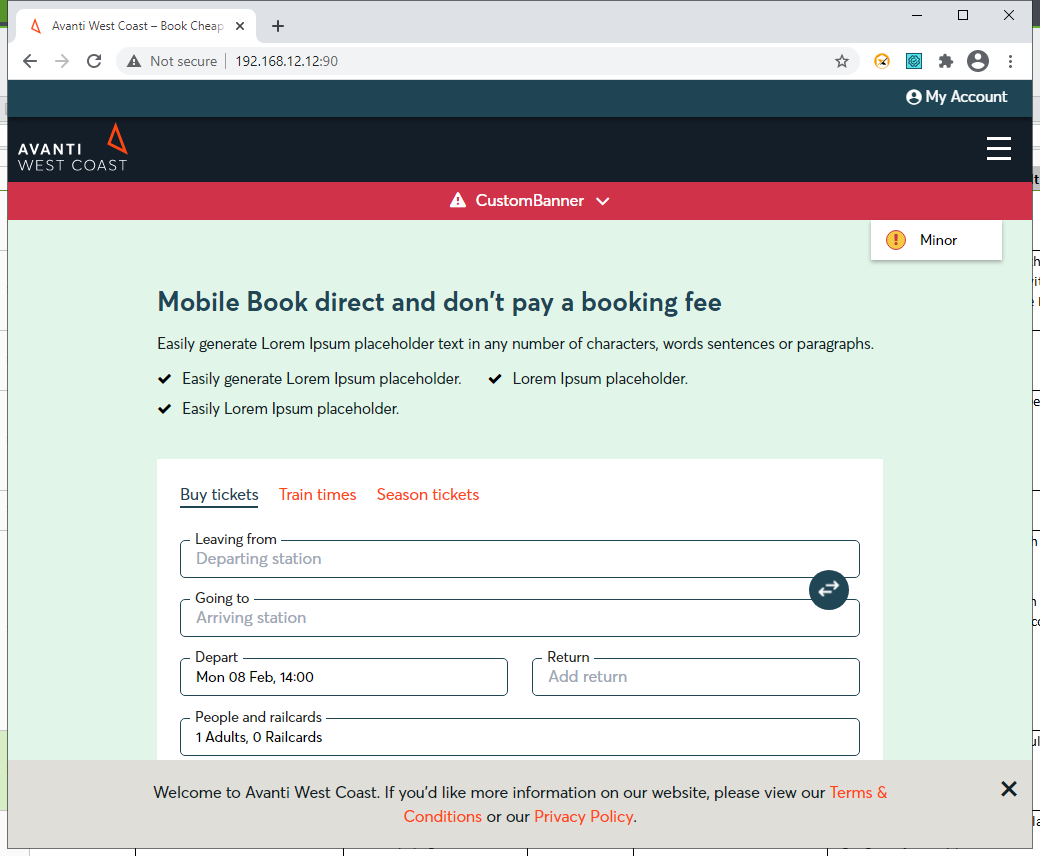 Avanti West Coast – Book Cheap
Not secure
192.168.12.12:90
My Account
AVANTI
WEST COAST
CustomBanner
Minor
Mobile Book direct and don't pay a booking fee
Easily generate Lorem Ipsum placeholder text in any number of characters, words sentences or paragraphs.
Easily generate Lorem Ipsum placeholder. Lorem Ipsum placeholder.
Easily Lorem Ipsum placeholder.
Buy tickets Train times Season tickets
Leaving from
Departing station
Going to
Arriving station
Depart Return
Mon 08 Feb, 14:00 Add return
People and railcards
1 Adults, 0 Railcards
Welcome to Avanti West Coast. If you'd like more information on our website, please view our Terms &
Conditions or our Privacy Policy.